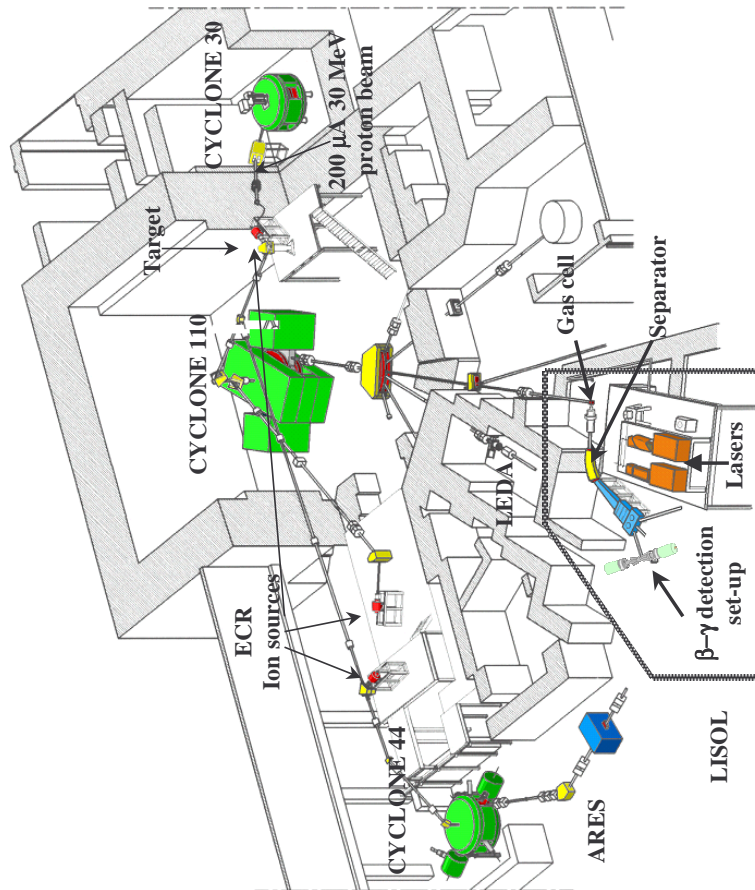 CYCLONE 30
200 µA 30 MeV
proton beam
Target
CYCLONE 110
Gas cell
Separator
ECR
Ion sources
LEDA
Lasers
β–γ detection
set-up
CYCLONE 44
ARES
LISOL